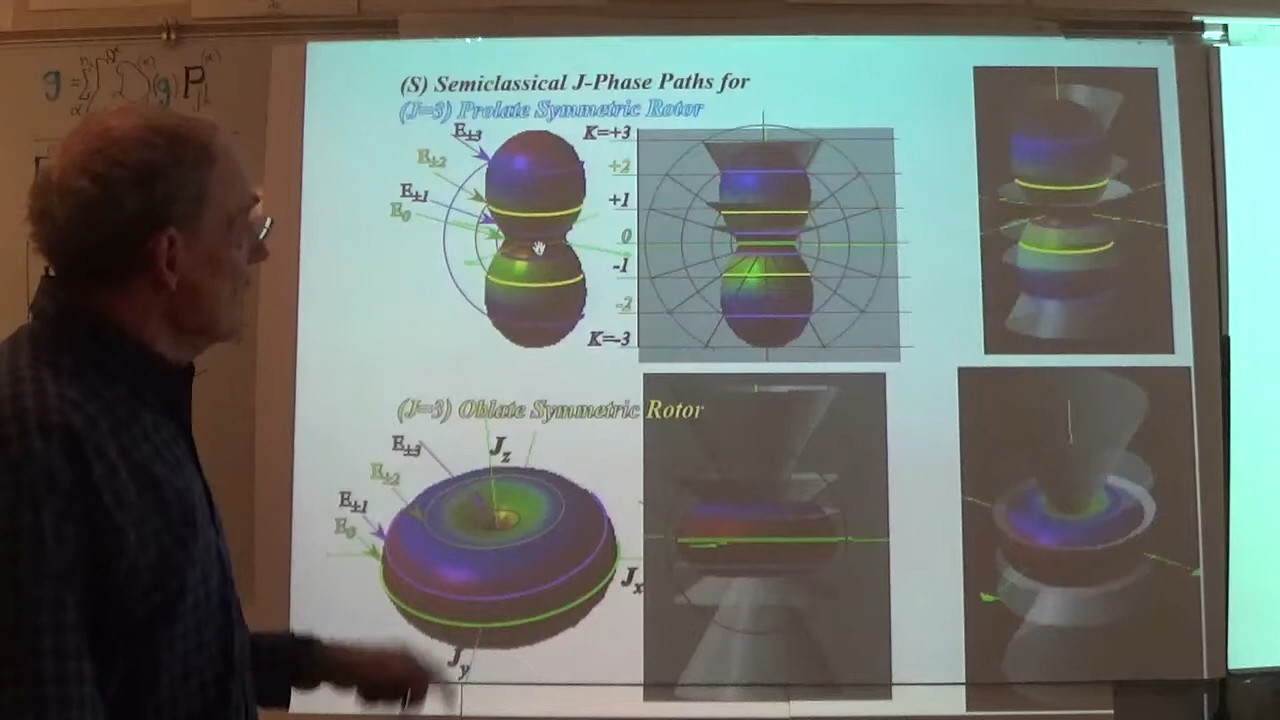 (S) Semiclassical J-Phase Paths for
(J=3) Prolate Symmetric Rotor
E±3
E±2
E±1
E0
K=+3
+2
+1
0
-1
-2
K=-3
(J=3) Oblate Symmetric Rotor
E±3
E±2
E±1
E0
Jz
Jx
Jy